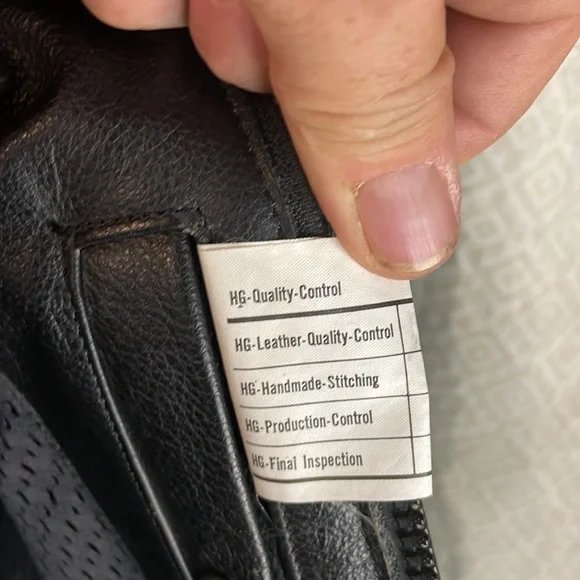 HG-Quality-Control
HG-Leather-Quality-Control
HG-Handmade-Stitching
HG-Production-Control
HG-Final Inspection